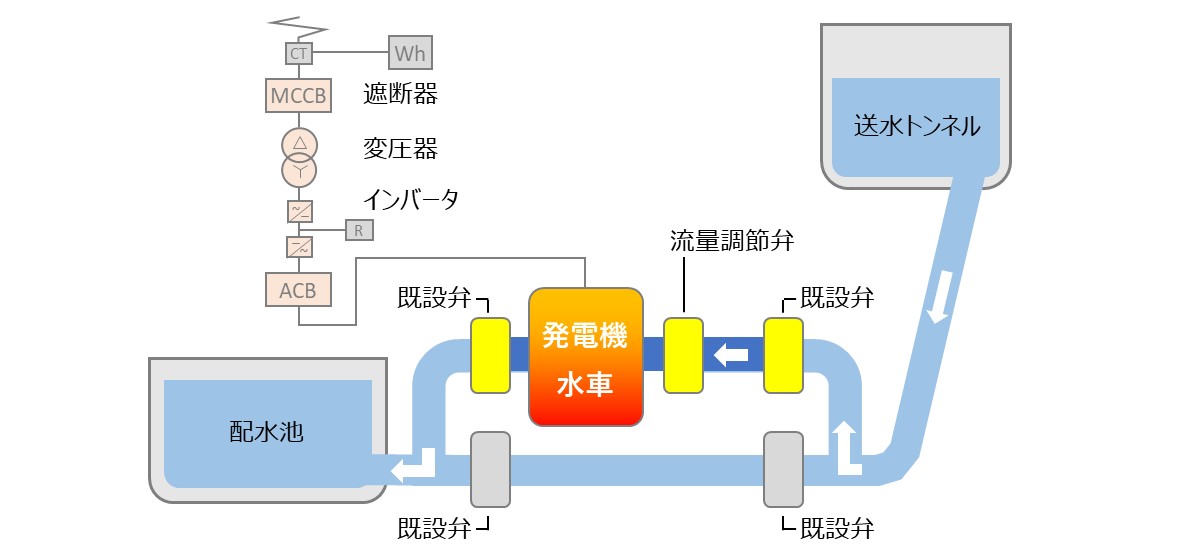 CT
Wh
MCCB
遮断器
送水トンネル
変圧器
インバータ
R
流量調節弁
ACB
既設弁
既設弁
発電機
水車
配水池
既設弁
既設弁